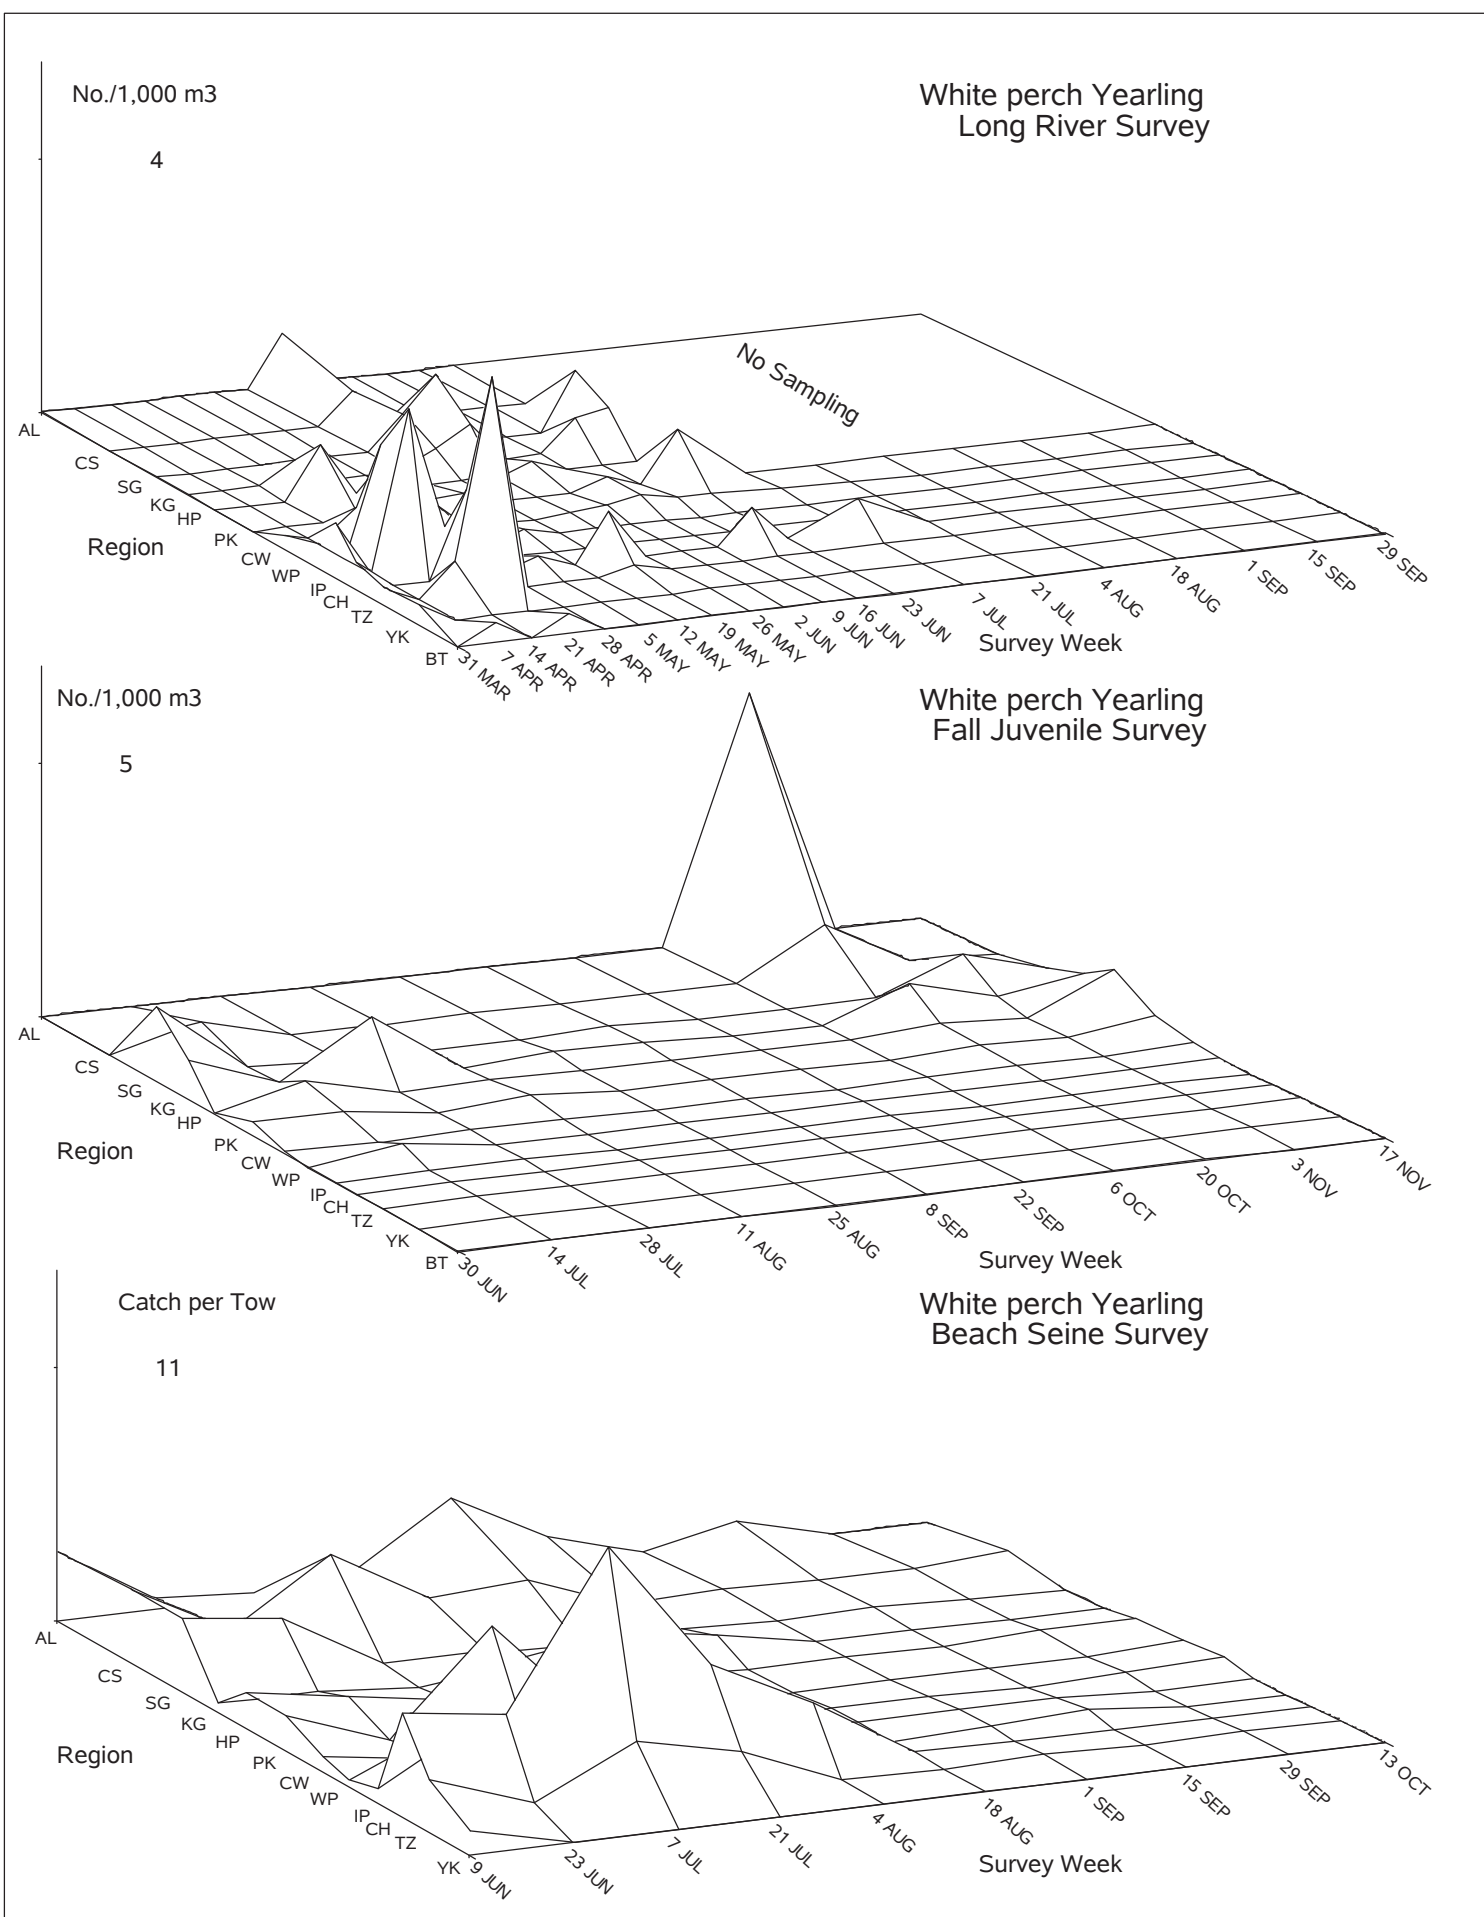 No./1,000 m3
White perch Yearling
Long River Survey
4
No Sampling
AL
CS
SG
KG
HP
PK
CW
WP
IP
CH
TZ
YK
BT
Region
31 MAR
7 APR
14 APR
21 APR
28 APR
5 MAY
12 MAY
19 MAY
26 MAY
2 JUN
9 JUN
16 JUN
23 JUN
7 JUL
21 JUL
4 AUG
18 AUG
1 SEP
15 SEP
29 SEP
Survey Week
No./1,000 m3
White perch Yearling
Fall Juvenile Survey
5
AL
CS
SG
KG
HP
PK
CW
WP
IP
CH
TZ
YK
BT
Region
30 JUN
14 JUL
28 JUL
11 AUG
25 AUG
8 SEP
22 SEP
6 OCT
20 OCT
3 NOV
17 NOV
Survey Week
Catch per Tow
White perch Yearling
Beach Seine Survey
11
AL
CS
SG
KG
HP
PK
CW
WP
IP
CH
TZ
YK
Region
9 JUN
23 JUN
7 JUL
21 JUL
4 AUG
18 AUG
1 SEP
15 SEP
29 SEP
13 OCT
Survey Week